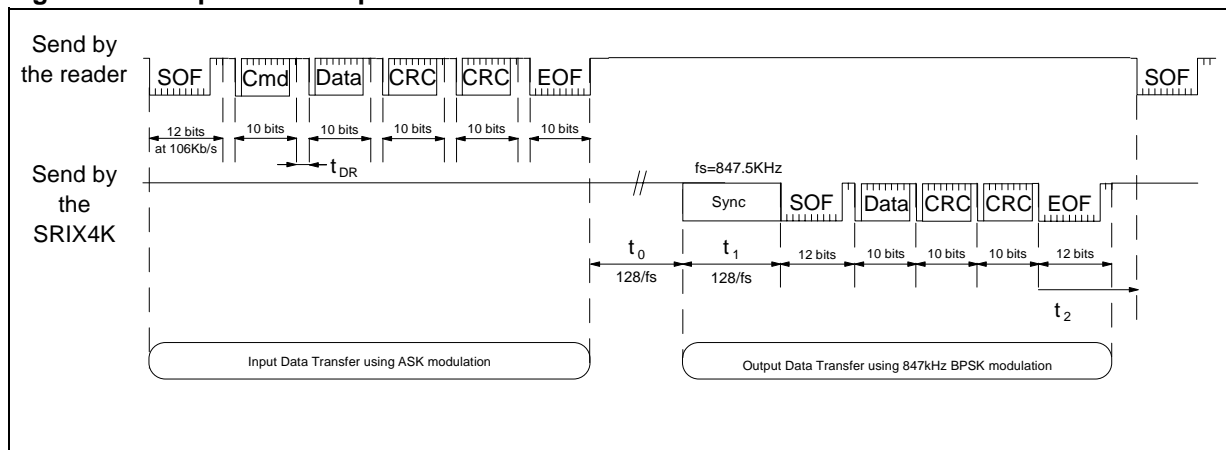 Send by
the reader
SOF Cmd Data CRC CRC EOF SOF
12 bits 10 bits 10 bits 10 bits 10 bits 10 bits
at 106Kb/s
tDR
Send by
the
SRIX4K
fs=847.5KHz
Sync SOF Data CRC CRC EOF
t0 t1 12 bits 10 bits 10 bits 10 bits 12 bits
128/fs 128/fs
t2
Input Data Transfer using ASK modulation Output Data Transfer using 847kHz BPSK modulation